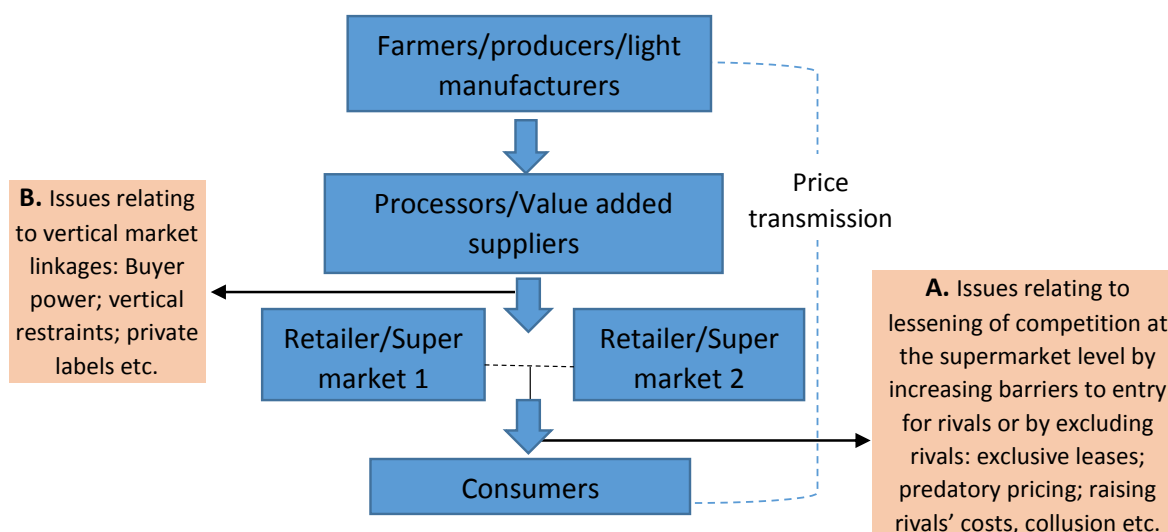 Farmers/producers/light
manufacturers
Processors/Value added
suppliers
Price
transmission
B. Issues relating
to vertical market
linkages: Buyer
power; vertical
restraints; private
labels etc.
Retailer/Super
market 1
Retailer/Super
market 2
A. Issues relating to
lessening of competition at
the supermarket level by
increasing barriers to entry
for rivals or by excluding
rivals: exclusive leases;
predatory pricing; raising
rivals’ costs, collusion etc.
Consumers